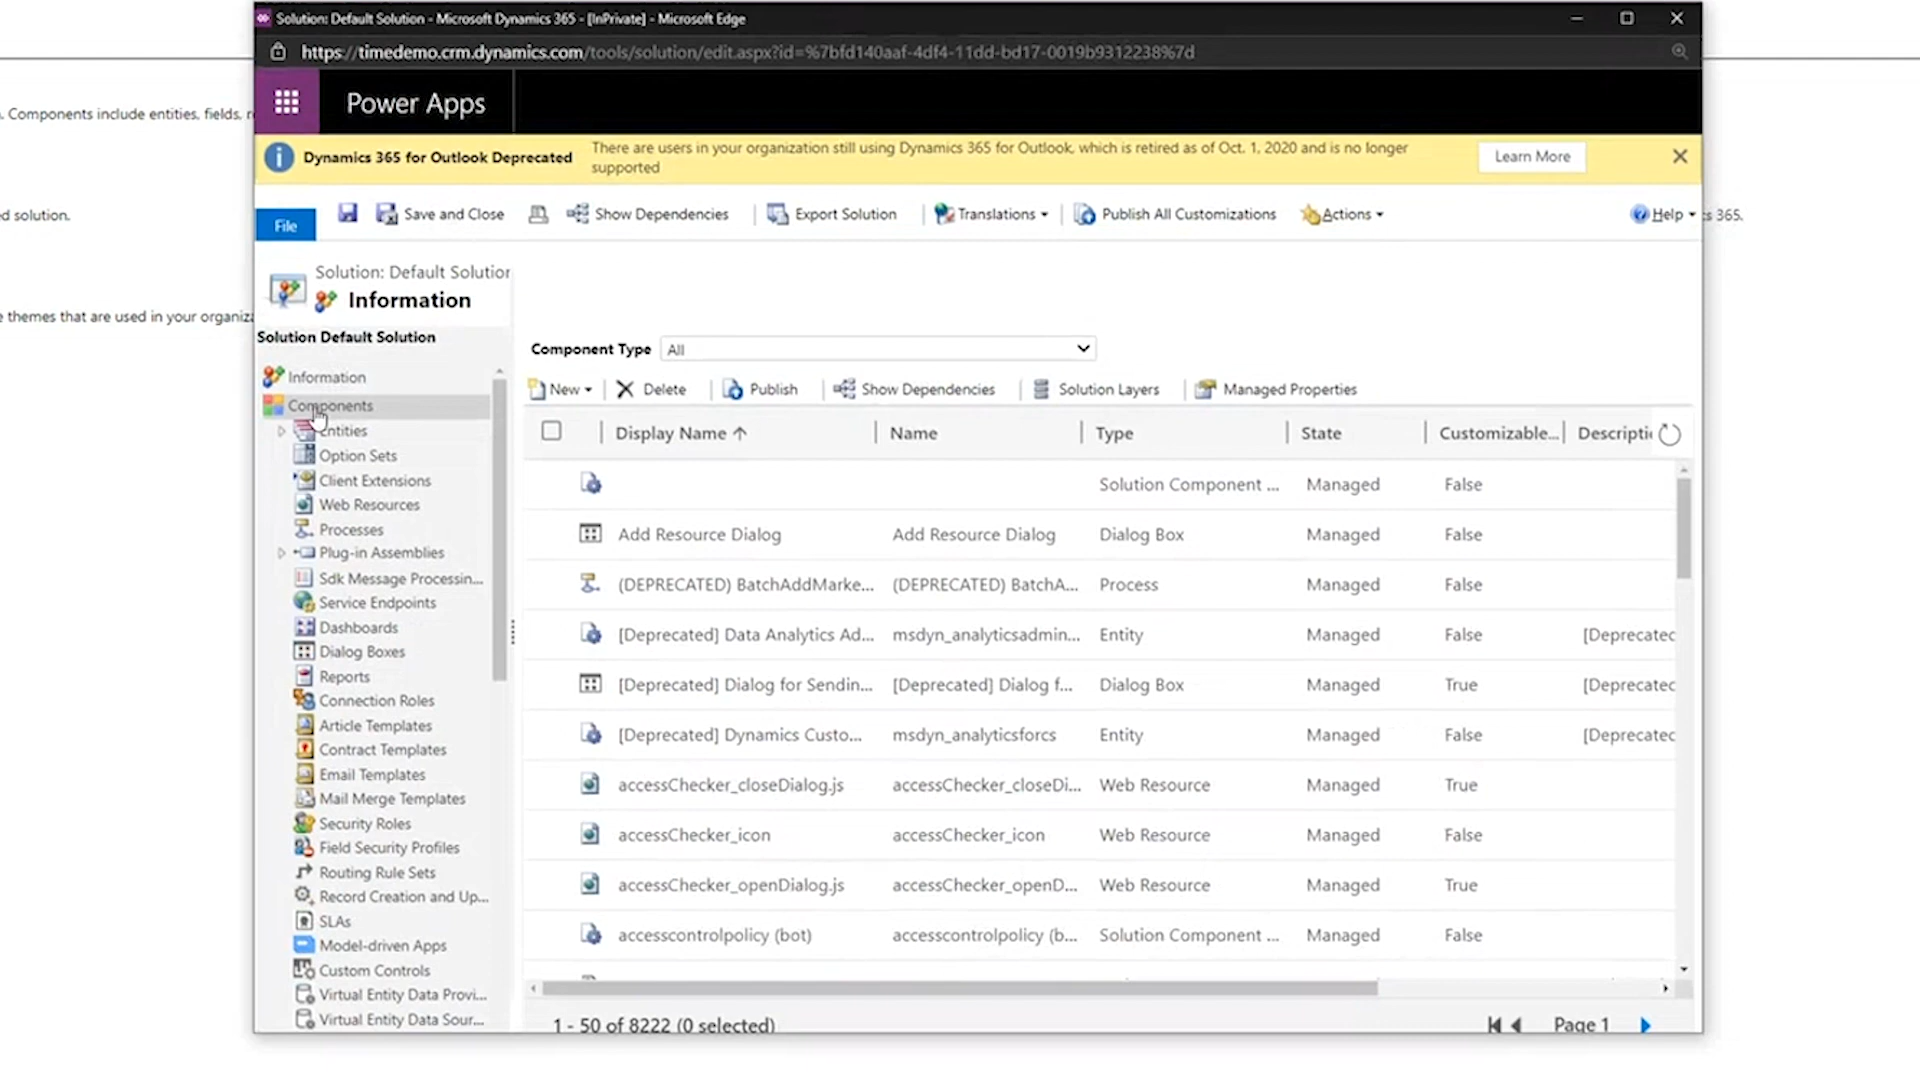 Solution: Default Solution - Microsoft Dynamics 365 - [InPrivate] - Microsoft Edge
https://timedemo.crm.dynamics.com/tools/solution/edit.aspx?id=%7bfd140aaf-4df4-11dd-bd17-0019b9312238%7d
Power Apps
. Components include entities, fields, r
Dynamics 365 for Outlook Deprecated
There are users in your organization still using Dynamics 365 for Outlook, which is retired as of Oct. 1, 2020 and is no longer
supported
Learn More
d solution.
File
Save and Close
Show Dependencies
Export Solution
Translations
Publish All Customizations
Actions
Help
s 365.
Solution: Default Solution
Information
e themes that are used in your organiza
Solution Default Solution
Component Type All
Information
Components
Entities
Option Sets
Client Extensions
Web Resources
Processes
Plug-in Assemblies
Sdk Message Processin...
Service Endpoints
Dashboards
Dialog Boxes
Reports
Connection Roles
Article Templates
Contract Templates
Email Templates
Mail Merge Templates
Security Roles
Field Security Profiles
Routing Rule Sets
Record Creation and Up...
SLAs
Model-driven Apps
Custom Controls
Virtual Entity Data Provi...
Virtual Entity Data Sour...
New Delete Publish Show Dependencies Solution Layers Managed Properties
Display Name Name Type State Customizable... Descripti
Solution Component ... Managed False
Add Resource Dialog Add Resource Dialog Dialog Box Managed False
(DEPRECATED) BatchAddMarke... (DEPRECATED) BatchA... Process Managed False
[Deprecated] Data Analytics Ad... msdyn_analyticsadmin... Entity Managed False [Deprecated
[Deprecated] Dialog for Sendin... [Deprecated] Dialog f... Dialog Box Managed True [Deprecated
[Deprecated] Dynamics Custo... msdyn_analyticsforcs Entity Managed False [Deprecated
accessChecker_closeDialog.js accessChecker_closeDi... Web Resource Managed True
accessChecker_icon accessChecker_icon Web Resource Managed False
accessChecker_openDialog.js accessChecker_openD... Web Resource Managed True
accesscontrolpolicy (bot) accesscontrolpolicy (b... Solution Component ... Managed False
1 - 50 of 8222 (0 selected)
Page 1